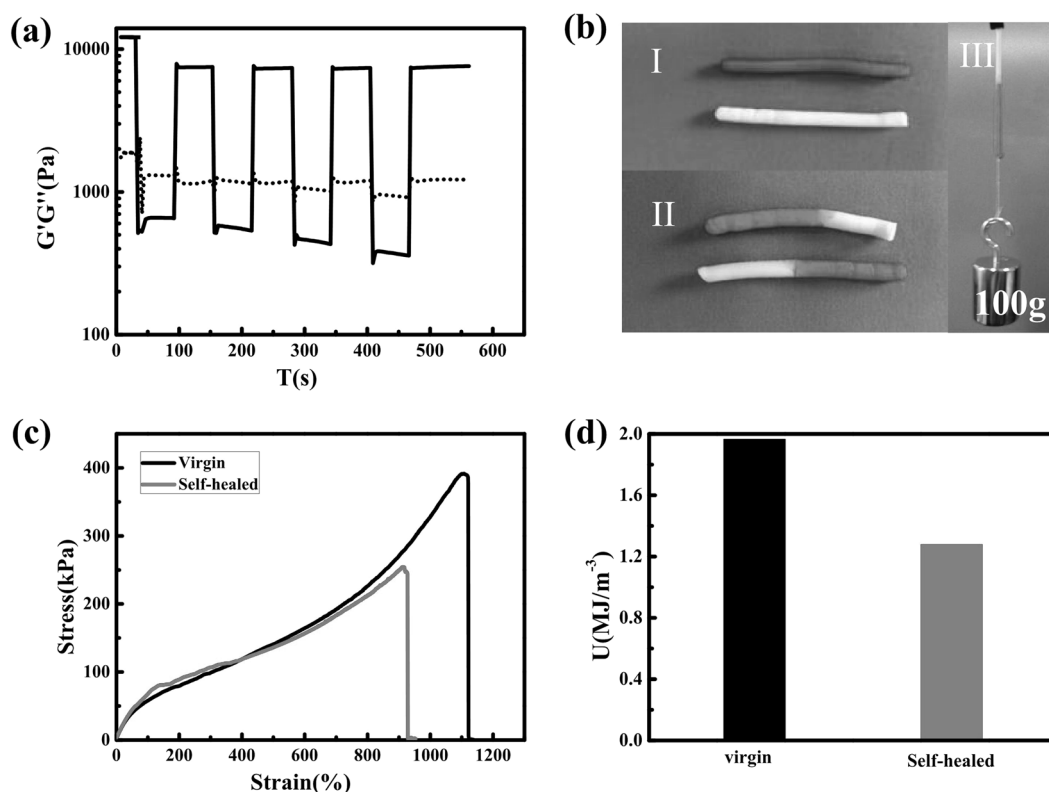 (a)
G'G''(Pa)
10000
1000
100
0
100
200
300
400
500
600
T(s)
(b)
I
II
III
100g
(c)
Stress(kPa)
400
300
200
100
0
Virgin
Self-healed
0
200
400
600
800
1000
1200
Strain(%)
(d)
U(MJ/m⁻³)
2.0
1.6
1.2
0.8
0.4
0.0
virgin
Self-healed